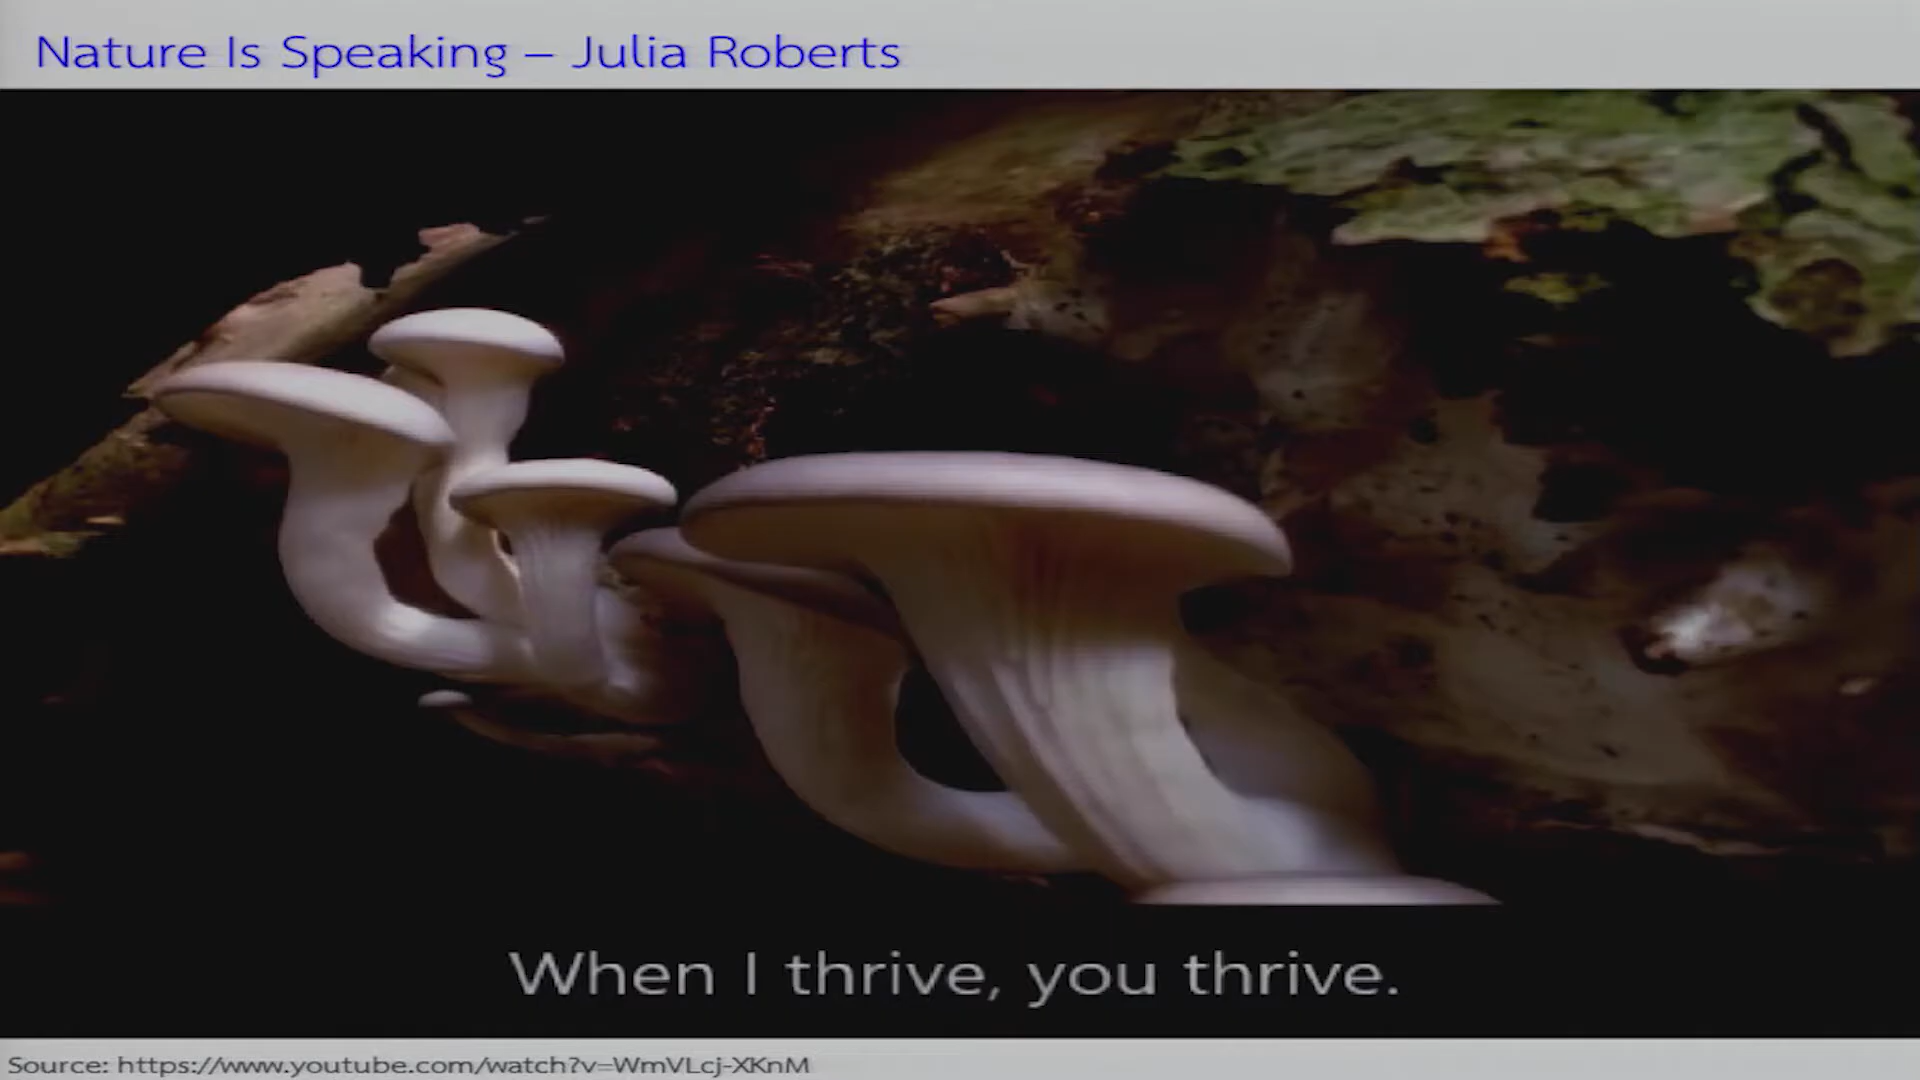 Nature Is Speaking – Julia Roberts
When I thrive, you thrive.
Source: https://www.youtube.com/watch?v=WmVLcj-XKnM